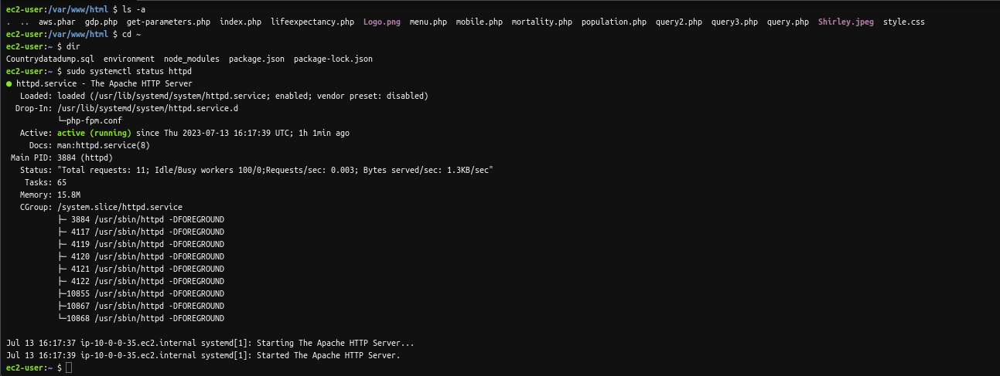 ec2-user:/var/www/html $ ls -a
. .. aws.phar gdp.php get-parameters.php index.php lifeexpectancy.php Logo.png menu.php mobile.php mortality.php population.php query2.php query3.php query.php Shirley.jpeg style.css
ec2-user:/var/www/html $ cd ~
ec2-user:~ $ dir
Countrydatadump.sql environment node_modules package.json package-lock.json
ec2-user:~ $ sudo systemctl status httpd
● httpd.service - The Apache HTTP Server
Loaded: loaded (/usr/lib/systemd/system/httpd.service; enabled; vendor preset: disabled)
Drop-In: /usr/lib/systemd/system/httpd.service.d
└─php-fpm.conf
Active: active (running) since Thu 2023-07-13 16:17:39 UTC; 1h 1min ago
Docs: man:httpd.service(8)
Main PID: 3884 (httpd)
Status: "Total requests: 11; Idle/Busy workers 100/0;Requests/sec: 0.003; Bytes served/sec: 1.3KB/sec"
Tasks: 65
Memory: 15.8M
CGroup: /system.slice/httpd.service
├─ 3884 /usr/sbin/httpd -DFOREGROUND
├─ 4117 /usr/sbin/httpd -DFOREGROUND
├─ 4119 /usr/sbin/httpd -DFOREGROUND
├─ 4120 /usr/sbin/httpd -DFOREGROUND
├─ 4121 /usr/sbin/httpd -DFOREGROUND
├─ 4122 /usr/sbin/httpd -DFOREGROUND
├─10855 /usr/sbin/httpd -DFOREGROUND
├─10867 /usr/sbin/httpd -DFOREGROUND
└─10868 /usr/sbin/httpd -DFOREGROUND
Jul 13 16:17:37 ip-10-0-0-35.ec2.internal systemd[1]: Starting The Apache HTTP Server...
Jul 13 16:17:39 ip-10-0-0-35.ec2.internal systemd[1]: Started The Apache HTTP Server.
ec2-user:~ $